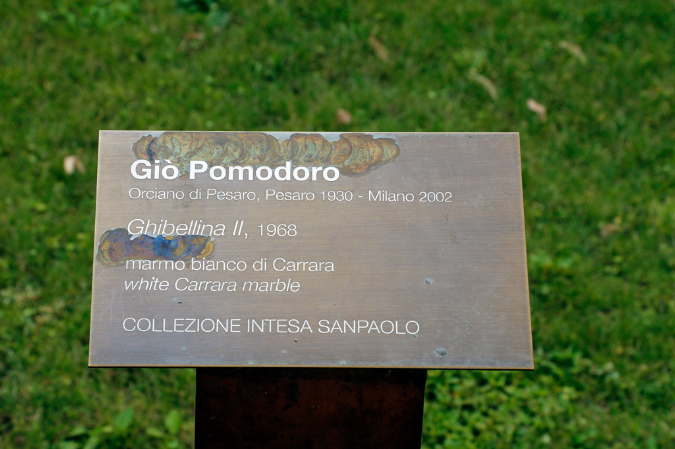 Giò Pomodoro
Orciano di Pesaro, Pesaro 1930 - Milano 2002
Ghibellina II, 1968
marmo bianco di Carrara
white Carrara marble
COLLEZIONE INTESA SANPAOLO